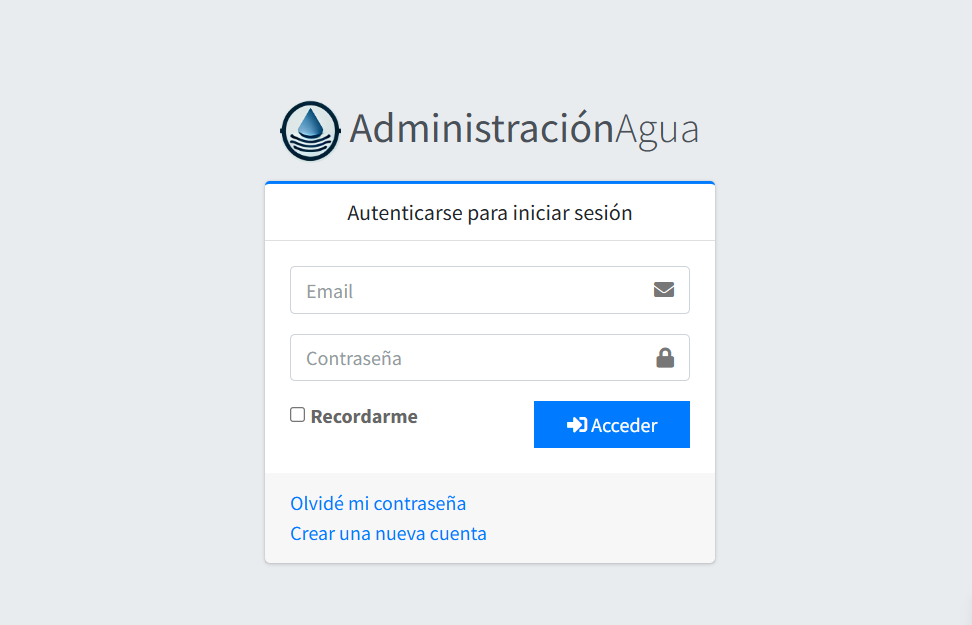 AdministraciónAgua
Autenticarse para iniciar sesión
Email
Contraseña
Recordarme
Acceder
Olvidé mi contraseña
Crear una nueva cuenta